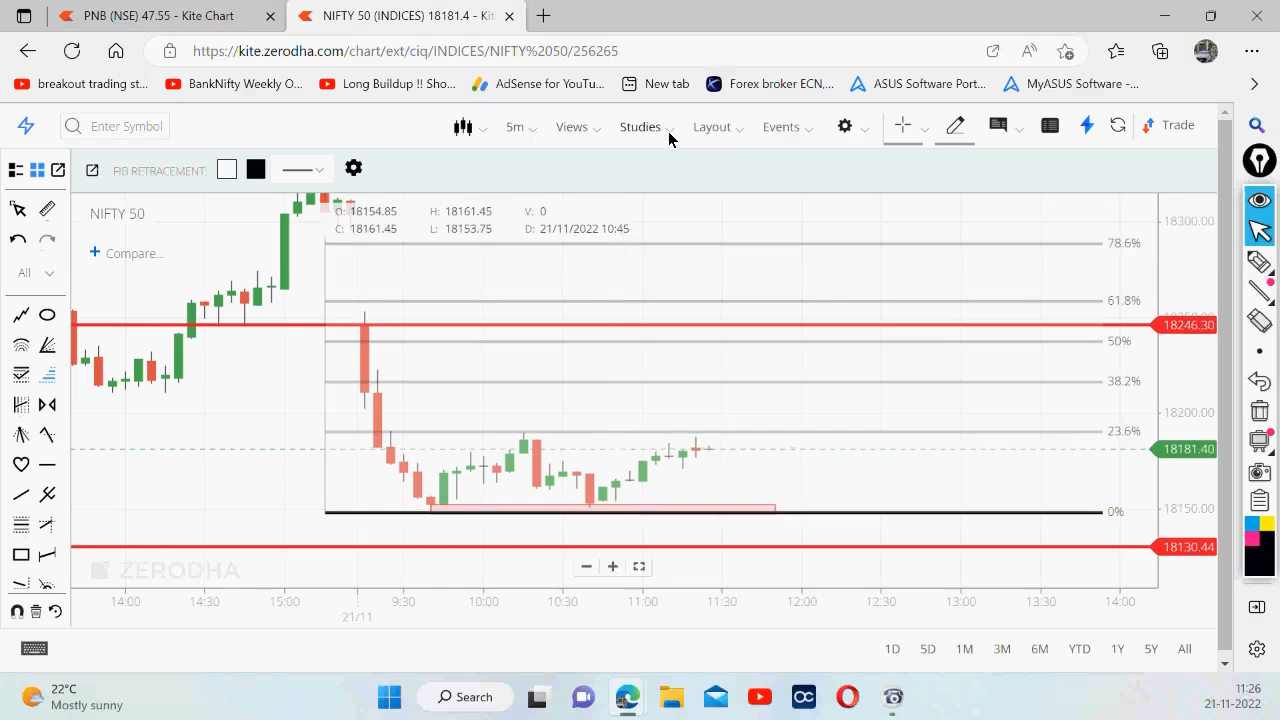 PNB (NSE) 47.55 - Kite Chart
NIFTY 50 (INDICES) 18181.4 - Kit
https://kite.zerodha.com/chart/ext/ciq/INDICES/NIFTY%2050/256265
breakout trading st...
BankNifty Weekly O...
Long Buildup !! Sho...
AdSense for YouTu...
New tab
Forex broker ECN,...
ASUS Software Port...
MyASUS Software -...
Enter Symbol
5m
Views
Studies
Layout
Events
Trade
FIB RETRACEMENT:
NIFTY 50
O: 18154.85 H: 18161.45 V: 0
C: 18161.45 L: 18153.75 D: 21/11/2022 10:45
Compare...
All
18300.00
78.6%
61.8%
18246.30
50%
38.2%
18200.00
23.6%
18181.40
18150.00
0%
18130.44
ZERODHA
14:00 14:30 15:00 9:30 10:00 10:30 11:00 11:30 12:00 12:30 13:00 13:30 14:00
21/11
1D 5D 1M 3M 6M YTD 1Y 5Y All
22°C
Mostly sunny
Search
OC
11:26
21-11-2022